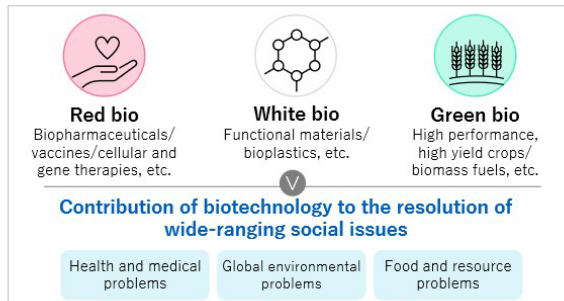 Red bio
Biopharmaceuticals/
vaccines/cellular and
gene therapies, etc.
White bio
Functional materials/
bioplastics, etc.
Green bio
High performance,
high yield crops/
biomass fuels, etc.
Contribution of biotechnology to the resolution of
wide-ranging social issues
Health and medical
problems
Global environmental
problems
Food and resource
problems